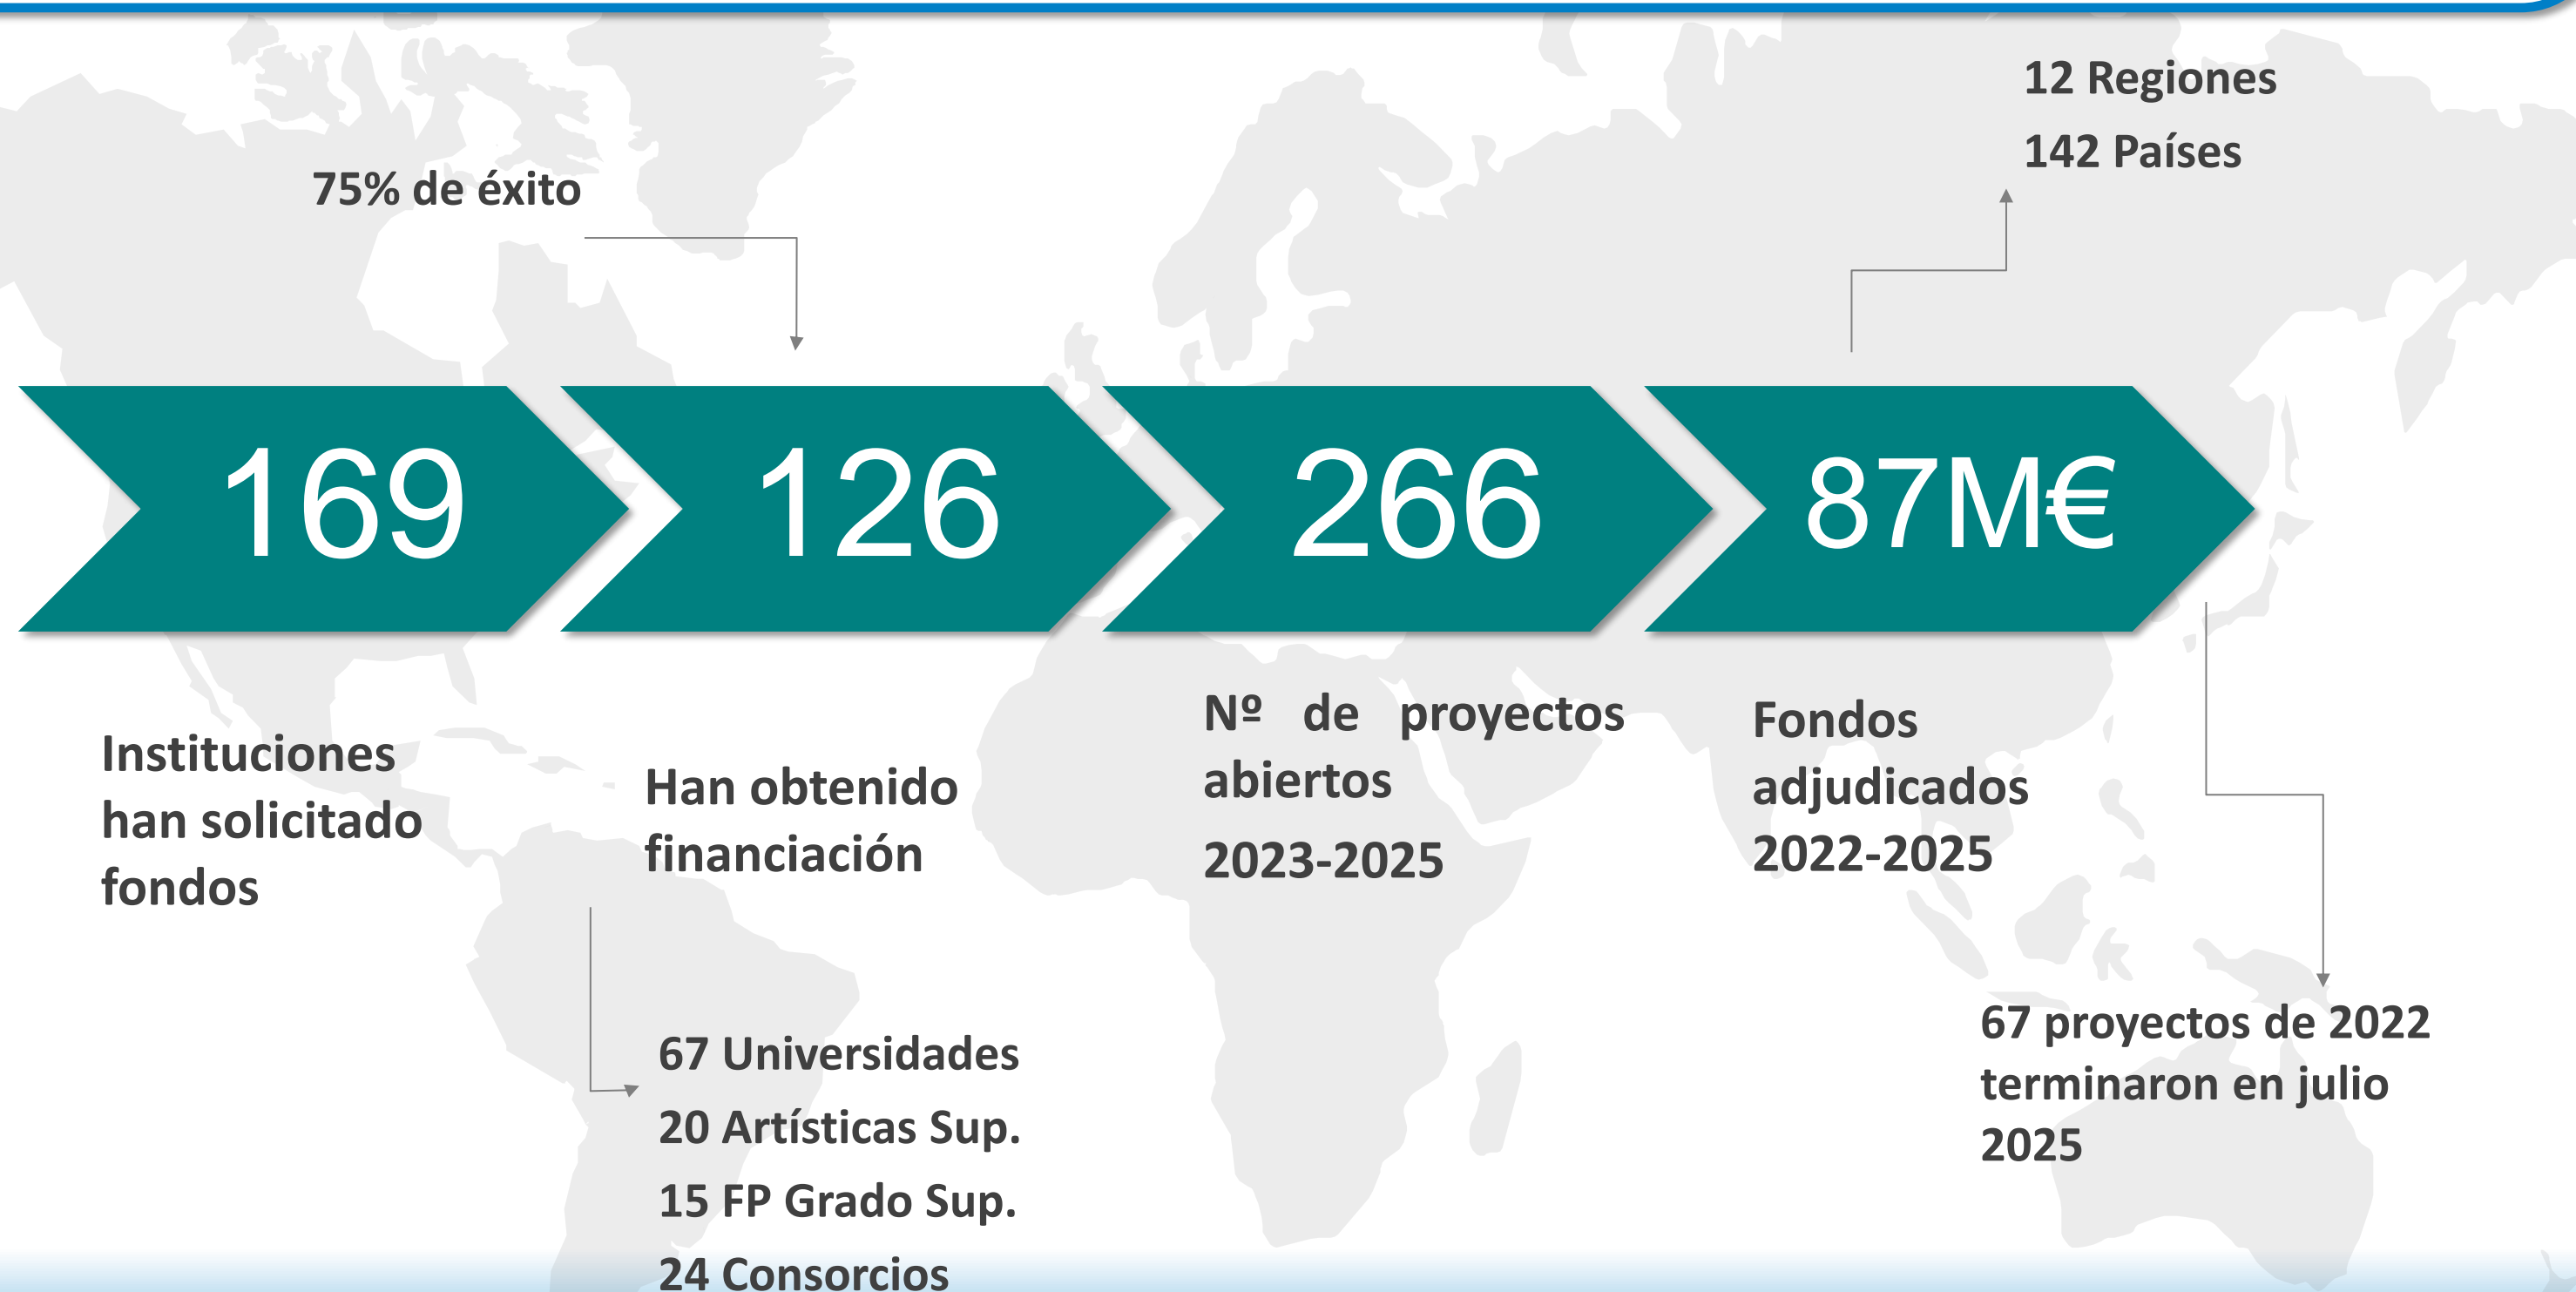 12 Regiones
142 Países
75% de éxito
169
126
266
87M€
Instituciones
han solicitado
fondos
Han obtenido
financiación
Nº de proyectos
abiertos
2023-2025
Fondos
adjudicados
2022-2025
67 Universidades
20 Artísticas Sup.
15 FP Grado Sup.
24 Consorcios
67 proyectos de 2022
terminaron en julio
2025